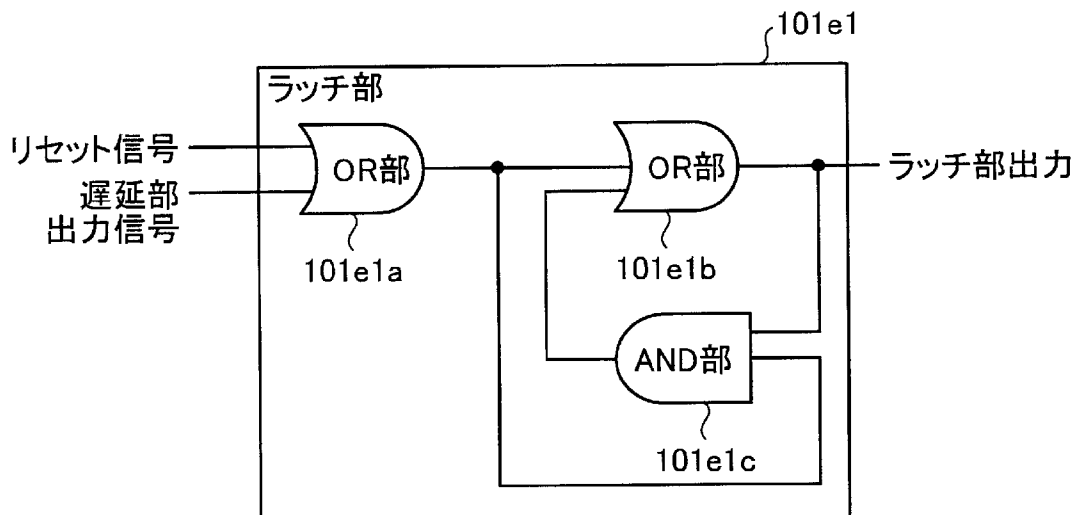 101e1
ラッチ部
リセット信号
遅延部
出力信号
OR部
101e1a
OR部
101e1b
ラッチ部出力
AND部
101e1c